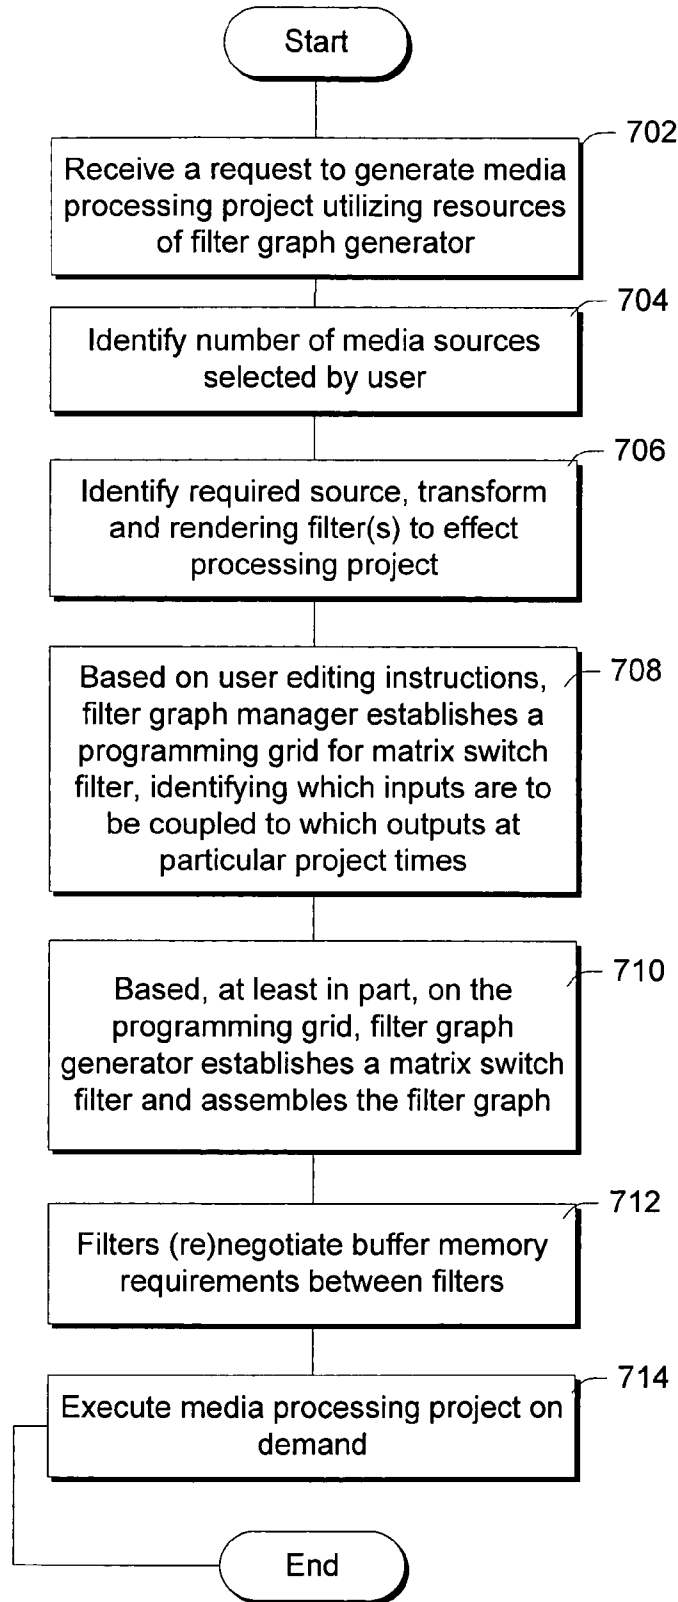 Start
702
Receive a request to generate media
processing project utilizing resources
of filter graph generator
704
Identify number of media sources
selected by user
706
Identify required source, transform
and rendering filter(s) to effect
processing project
708
Based on user editing instructions,
filter graph manager establishes a
programming grid for matrix switch
filter, identifying which inputs are to
be coupled to which outputs at
particular project times
710
Based, at least in part, on the
programming grid, filter graph
generator establishes a matrix switch
filter and assembles the filter graph
712
Filters (re)negotiate buffer memory
requirements between filters
714
Execute media processing project on
demand
End